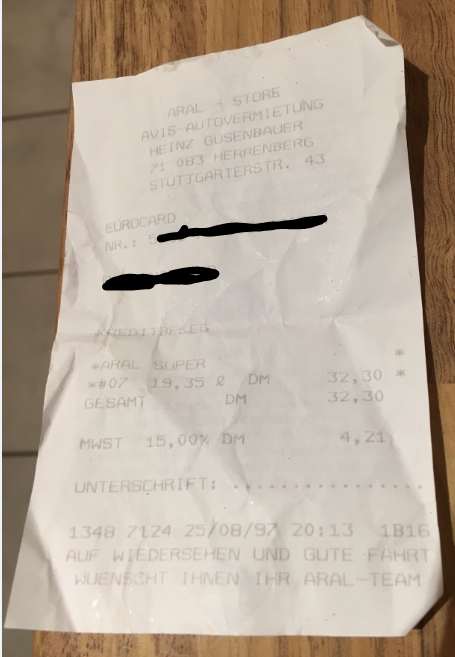 ARAL - STORE
AVIS-AUTOVERMIETUNG
HEINZ GUSENBAUER
71 083 HERRENBERG
STUTTGARTERSTR. 43
EUROCARD
NR.: 5
KREDITBELEG
*ARAL SUPER *
*#07 19,35 ℓ DM 32,30 *
GESAMT DM 32,30
MWST 15,00% DM 4,21
UNTERSCHRIFT: .................
1348 7124 25/08/97 20:13 1B16
AUF WIEDERSEHEN UND GUTE FAHRT
WUENSCHT IHNEN IHR ARAL-TEAM